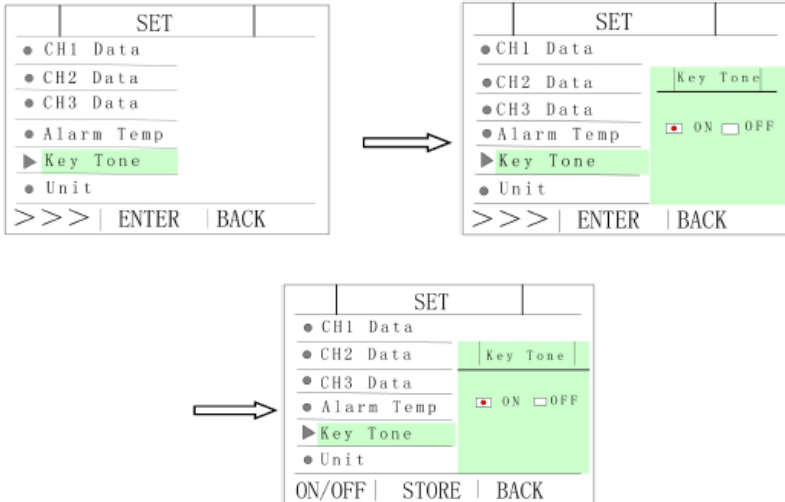 SET
CH1 Data
CH2 Data
CH3 Data
Alarm Temp
Key Tone
Unit
>>> | ENTER | BACK
SET
CH1 Data
CH2 Data
CH3 Data
Alarm Temp
Key Tone
Unit
Key Tone
ON OFF
>>> | ENTER | BACK
SET
CH1 Data
CH2 Data
CH3 Data
Alarm Temp
Key Tone
Unit
Key Tone
ON OFF
ON/OFF | STORE | BACK